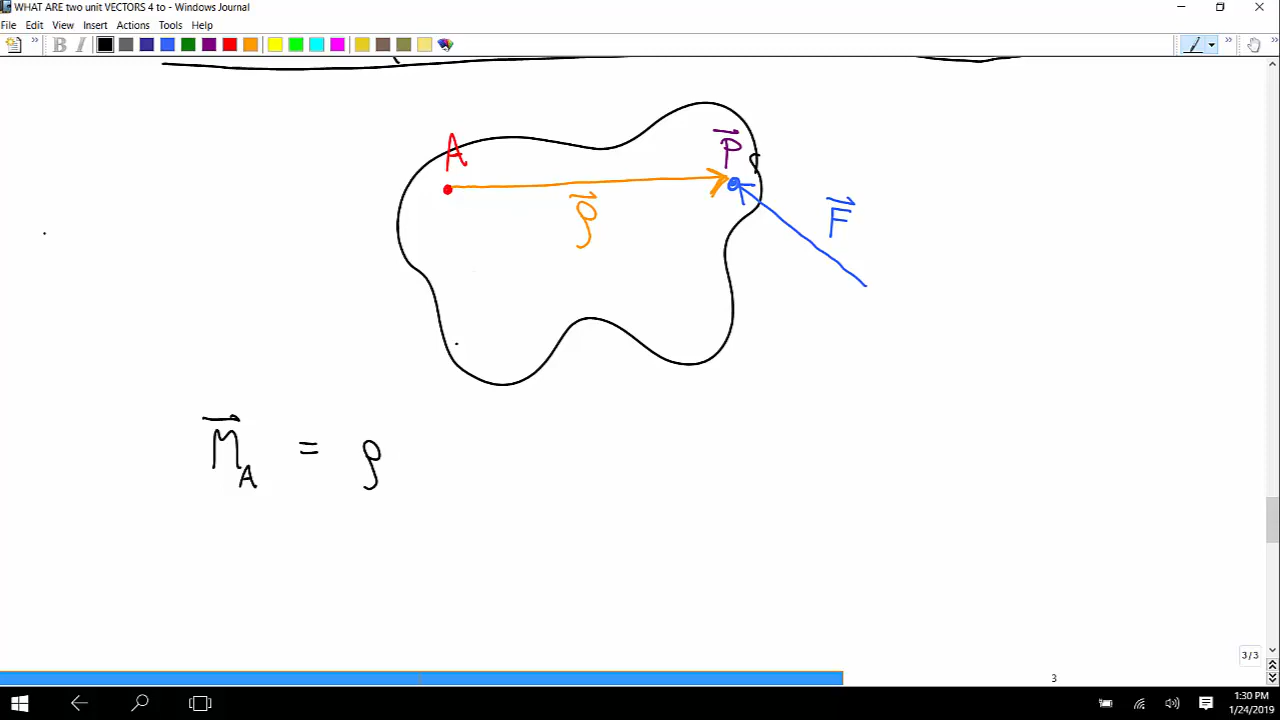 WHAT ARE two unit VECTORS 4 to - Windows Journal
File Edit View Insert Actions Tools Help
B I
A
P
ρ
F
M_A = ρ
3/3
3
1:30 PM
1/24/2019